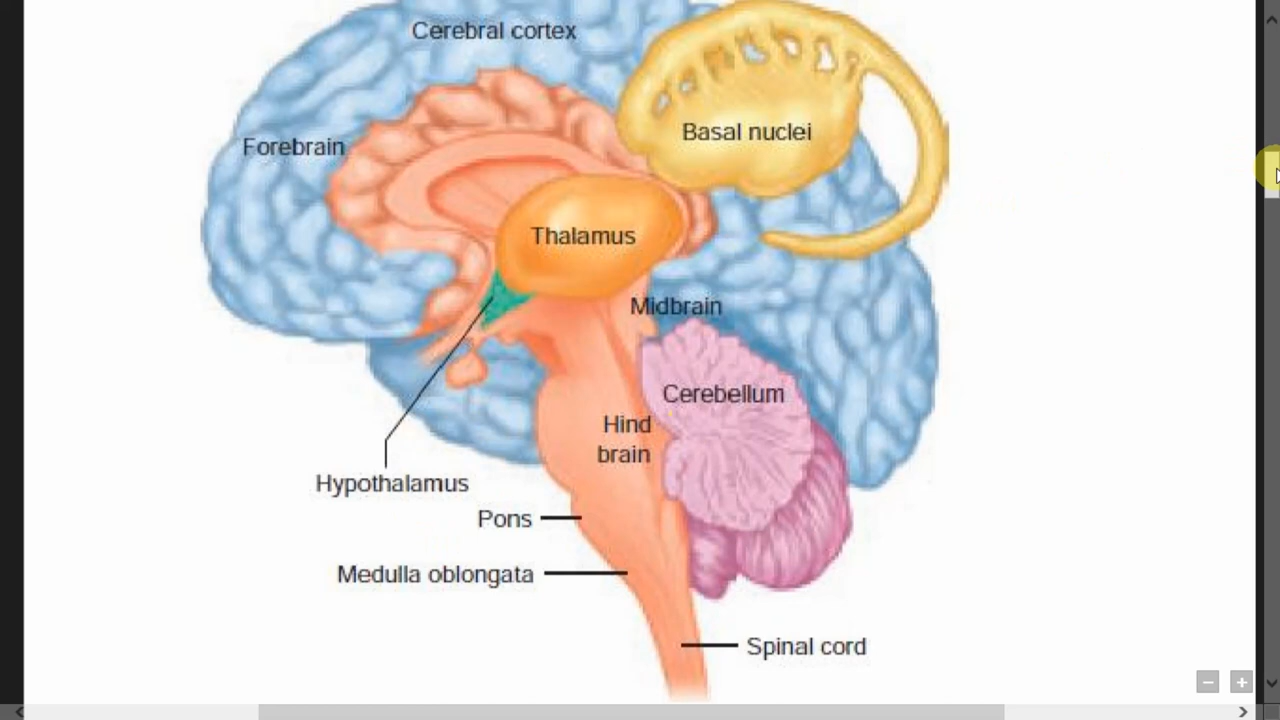 Cerebral cortex
Basal nuclei
Forebrain
Thalamus
Midbrain
Cerebellum
Hind
brain
Hypothalamus
Pons
Medulla oblongata
Spinal cord